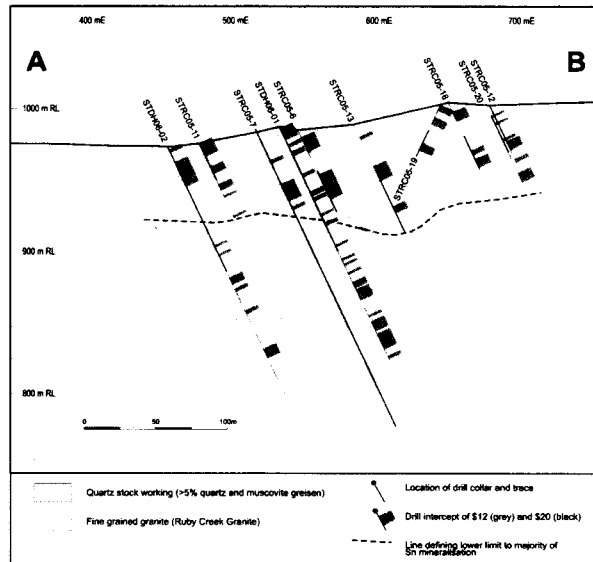 400 mE 500 mE 600 mE 700 mE
A B
STDH06-02
STRC05-11
STRC05-7
STDH06-01
STRC05-6
STRC05-13
STRC05-18
STRC05-20
STRC05-12
STRC05-19
1000 m RL
900 m RL
800 m RL
0 50 100m
Quartz stock working (>5% quartz and muscovite greisen)
Fine grained granite (Ruby Creek Granite)
Location of drill collar and trace
Drill intercept of $12 (grey) and $20 (black)
Line defining lower limit to majority of
Sn mineralisation